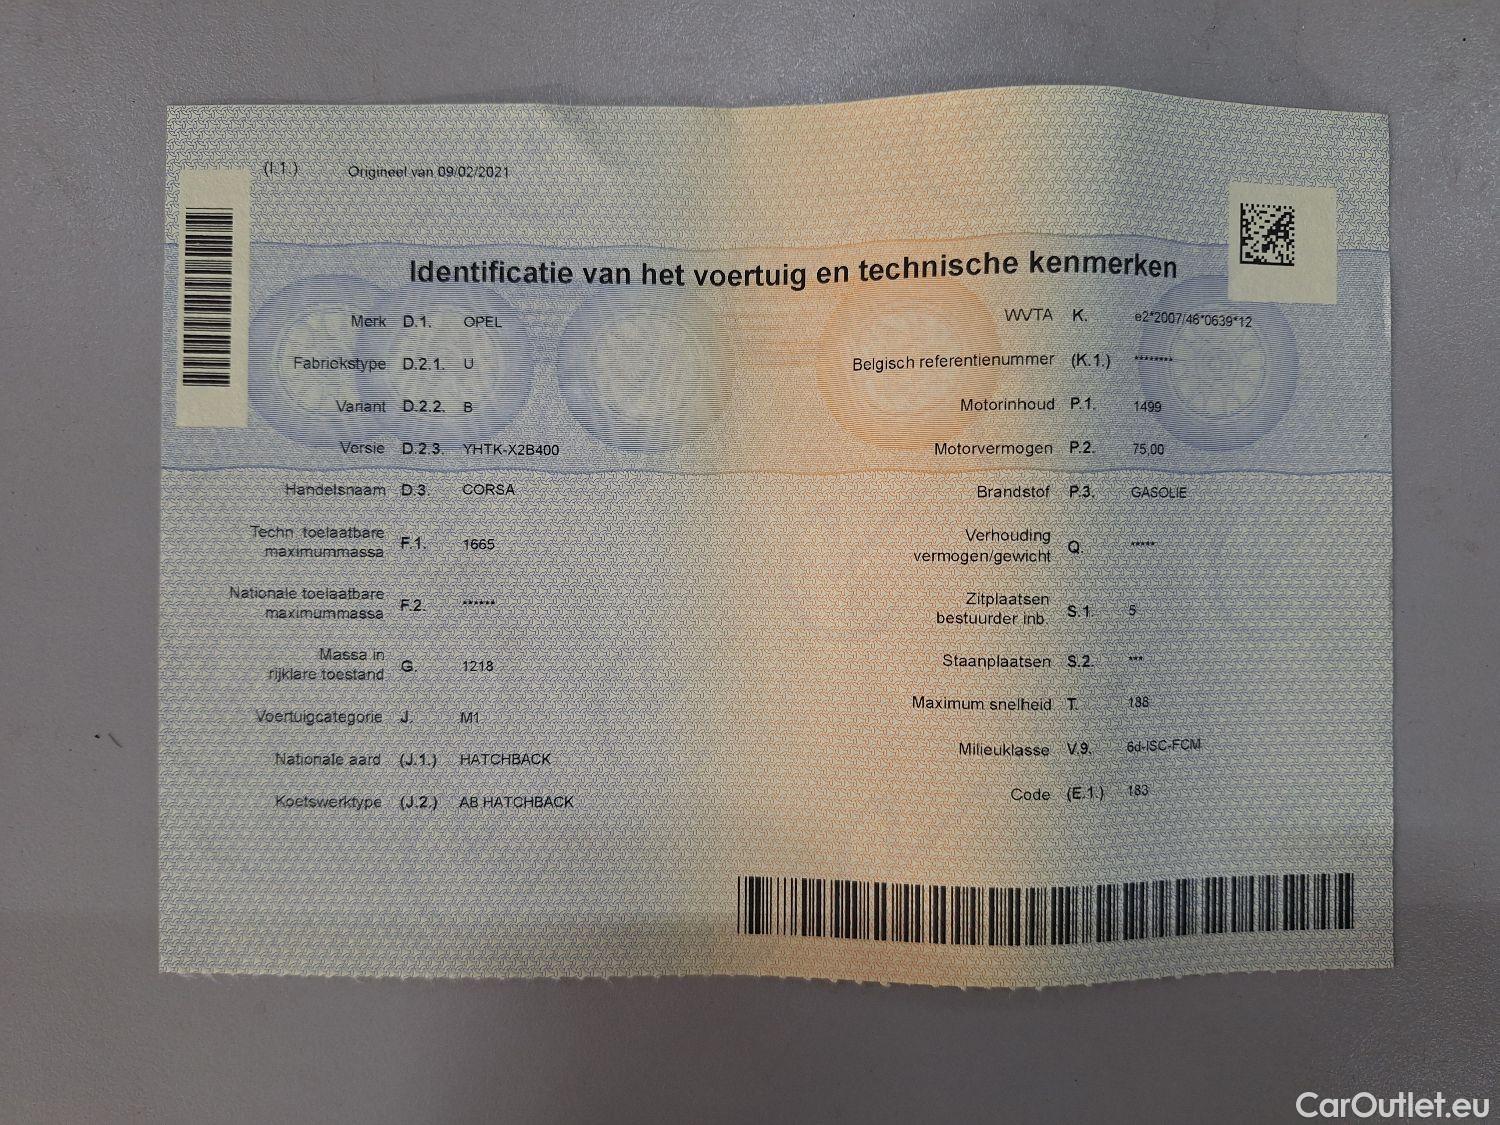 (I.1.) Origineel van 09/02/2021
Identificatie van het voertuig en technische kenmerken
Merk D.1. OPEL
Fabriekstype D.2.1. U
Variant D.2.2. B
Versie D.2.3. YHTK-X2B400
Handelsnaam D.3. CORSA
Techn. toelaatbare
maximummassa F.1. 1665
Nationale toelaatbare
maximummassa F.2. ******
Massa in
rijklare toestand G. 1218
Voertuigcategorie J. M1
Nationale aard (J.1.) HATCHBACK
Koetswerktype (J.2.) AB HATCHBACK
WVTA K. e2*2007/46*0639*12
Belgisch referentienummer (K.1.) ********
Motorinhoud P.1. 1499
Motorvermogen P.2. 75,00
Brandstof P.3. GASOLIE
Verhouding
vermogen/gewicht Q. *****
Zitplaatsen
bestuurder inb. S.1. 5
Staanplaatsen S.2. ***
Maximum snelheid T. 188
Milieuklasse V.9. 6d-ISC-FCM
Code (E.1.) 183
CarOutlet.eu